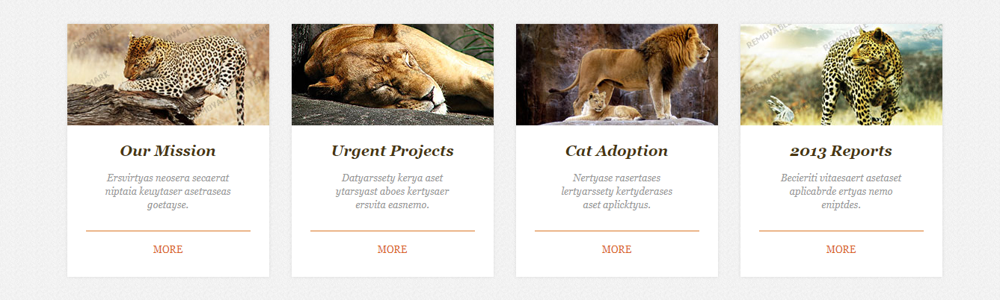 Our Mission
Ersvirtyas neosera secaerat
niptaia keuytaser asetraseas
goetayse.
MORE
Urgent Projects
Datyarssety kerya aset
ytarsyast aboes kertysaer
ersvita easnemo.
MORE
Cat Adoption
Nertyase rasertases
lertyarssety kertyderases
aset aplicktyus.
MORE
2013 Reports
Becieriti vitaesaert asetaset
aplicabrde ertyas nemo
eniptdes.
MORE